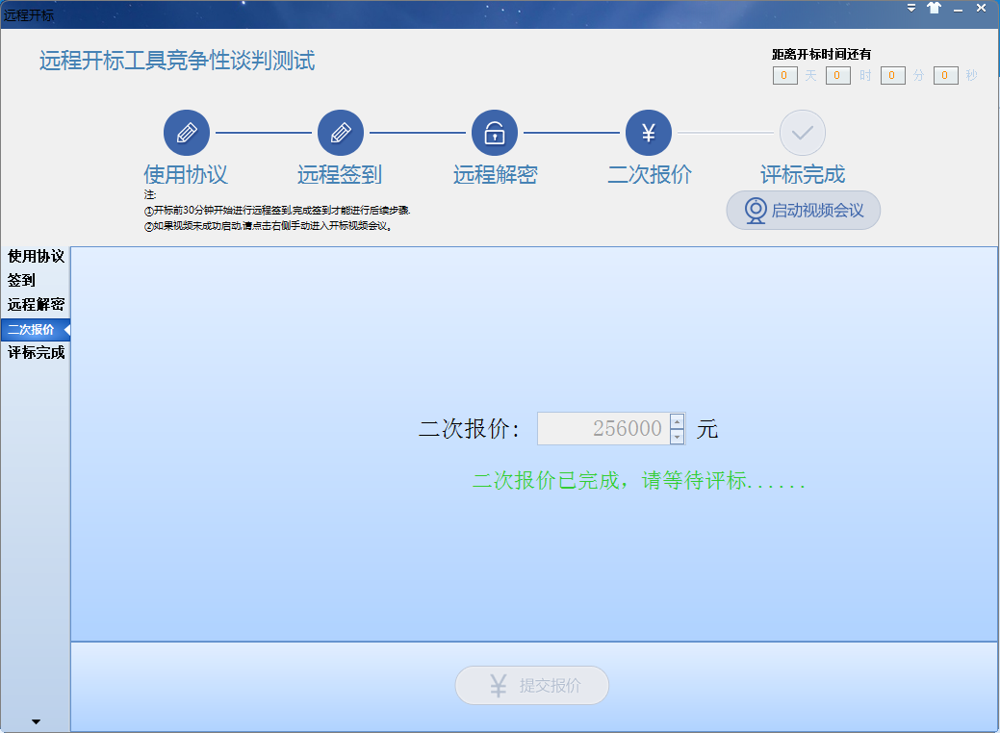 远程开标
远程开标工具竞争性谈判测试
距离开标时间还有
0 天 0 时 0 分 0 秒
¥
使用协议 远程签到 远程解密 二次报价 评标完成
注:
①开标前30分钟开始进行远程签到,完成签到才能进行后续步骤.
②如果视频未成功启动,请点击右侧手动进入开标视频会议。
启动视频会议
使用协议
签到
远程解密
二次报价
评标完成
二次报价: 256000 元
二次报价已完成，请等待评标......
¥ 提交报价